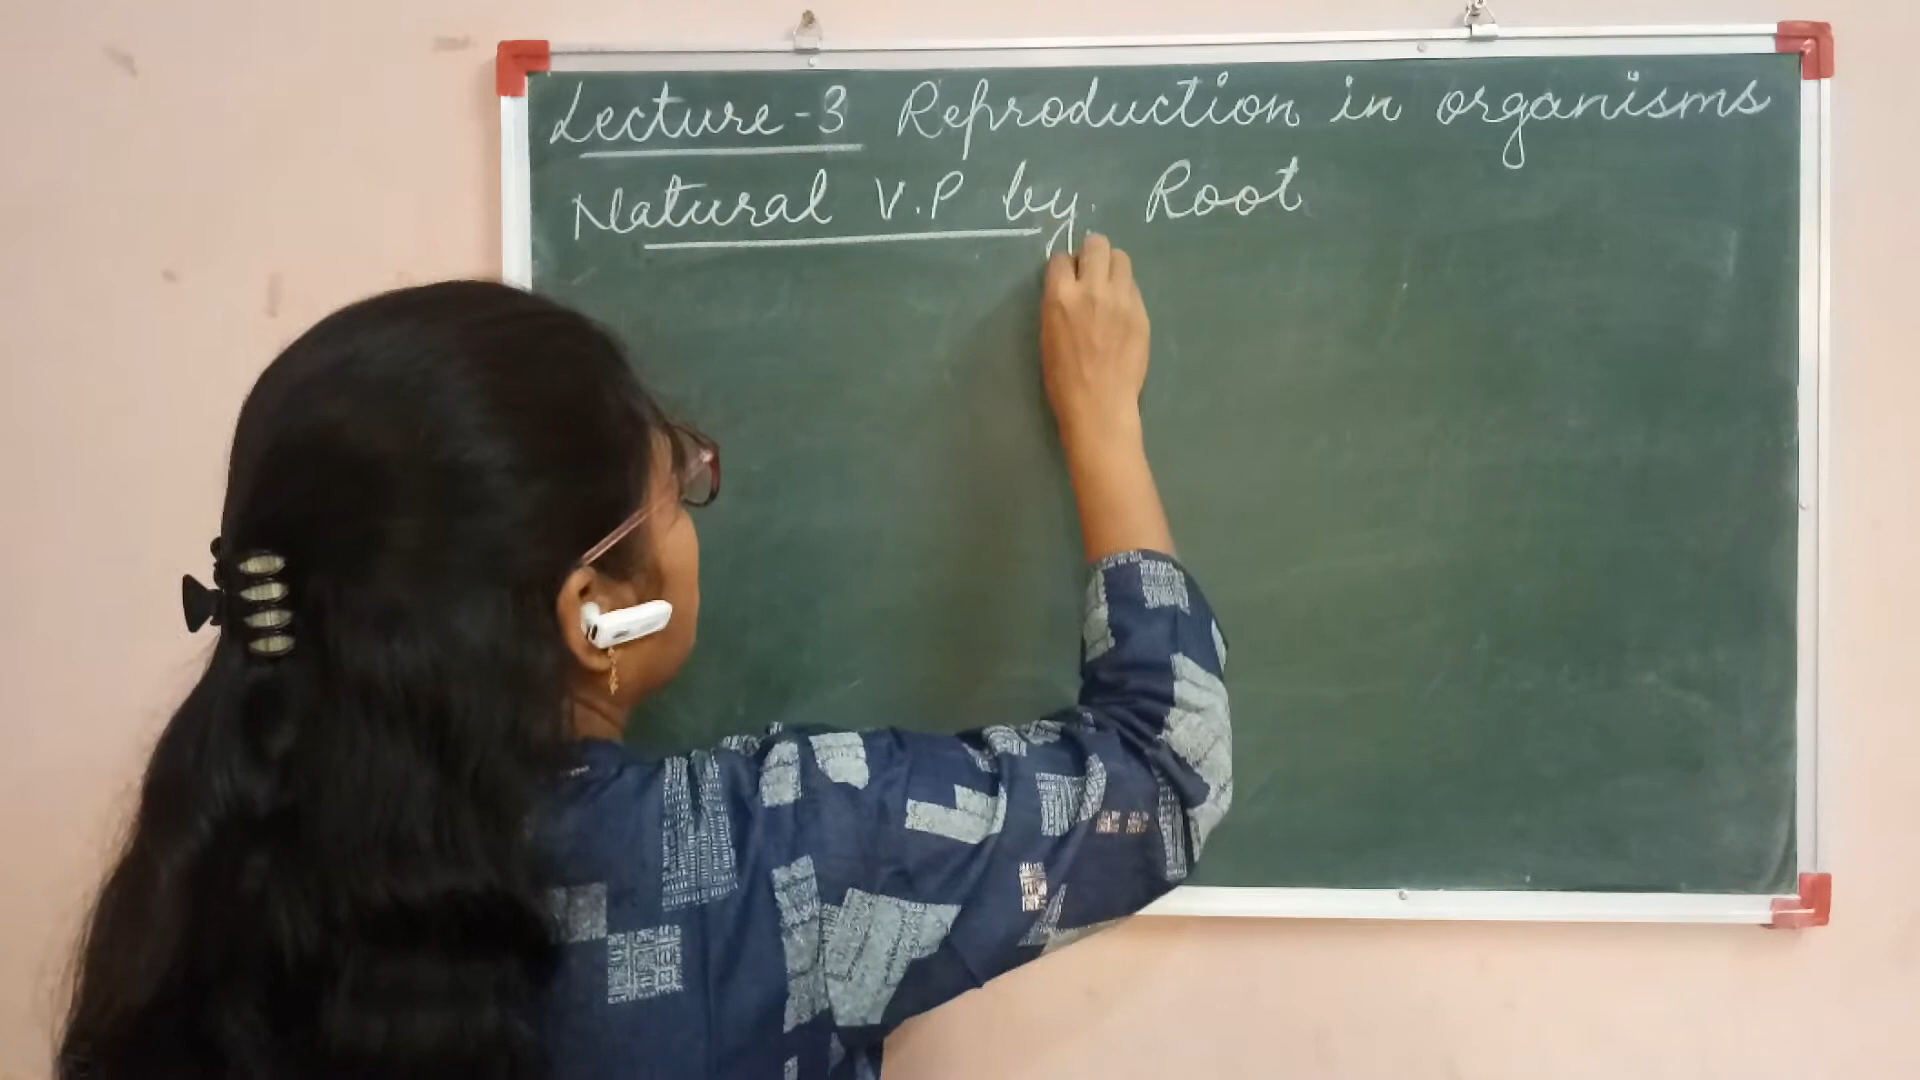 Lecture-3 Reproduction in organisms
Natural V.P by. Root